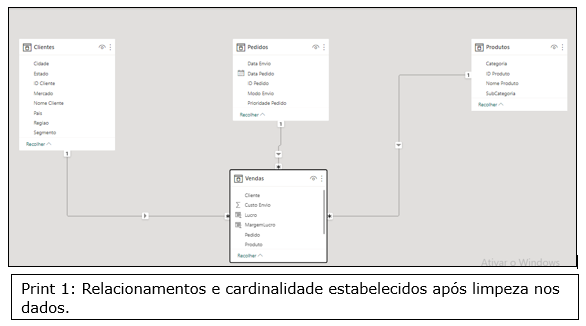 Clientes
Cidade
Estado
ID Cliente
Mercado
Nome Cliente
Pais
Regiao
Segmento
Recolher
1
Pedidos
Data Envio
Data Pedido
ID Pedido
Modo Envio
Prioridade Pedido
Recolher
1
Produtos
Categoria
ID Produto
Nome Produto
SubCategoria
Recolher
1
Vendas
Cliente
Σ Custo Envio
Lucro
MargemLucro
Pedido
Produto
Recolher
Ativar o Windows
Print 1: Relacionamentos e cardinalidade estabelecidos após limpeza nos
dados.